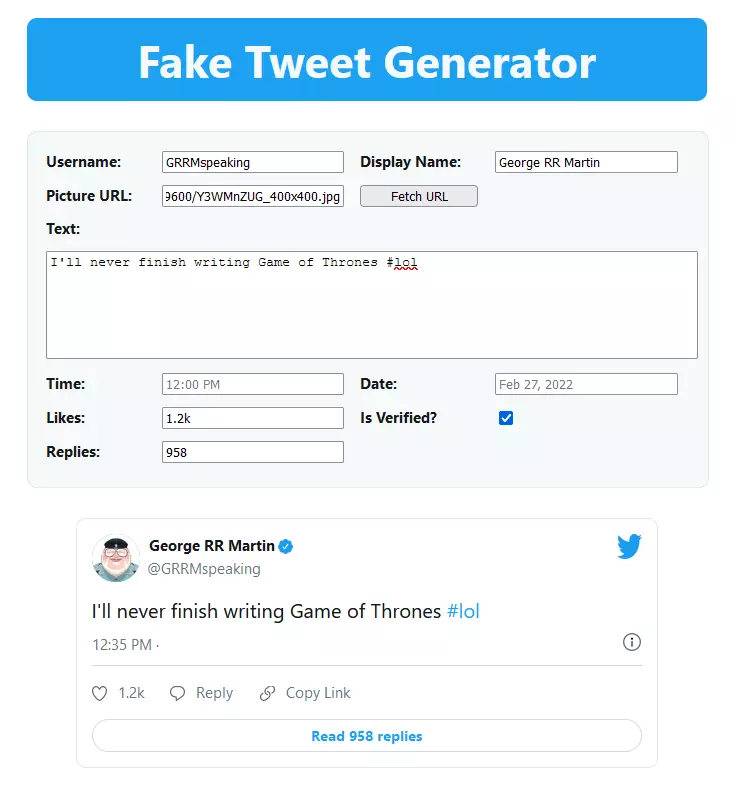 Fake Tweet Generator
Username: GRRMspeaking Display Name: George RR Martin
Picture URL: 9600/Y3WMnZUG_400x400.jpg Fetch URL
Text:
I'll never finish writing Game of Thrones #lol
Time: 12:00 PM Date: Feb 27, 2022
Likes: 1.2k Is Verified?
Replies: 958
George RR Martin
@GRRMspeaking
I'll never finish writing Game of Thrones #lol
12:35 PM ·
1.2k Reply Copy Link
Read 958 replies